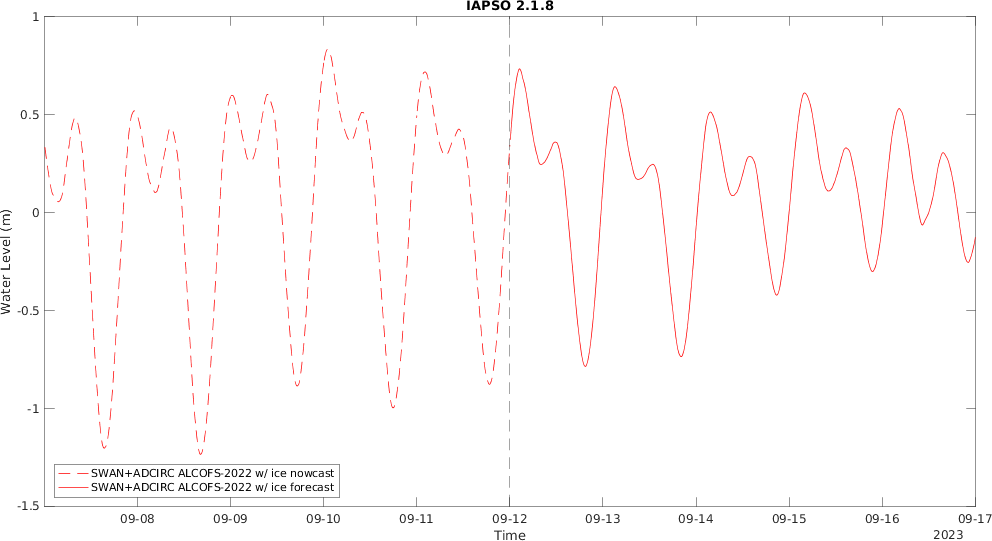 IAPSO 2.1.8
Water Level (m)
1
0.5
0
-0.5
-1
-1.5
SWAN+ADCIRC ALCOFS-2022 w/ ice nowcast
SWAN+ADCIRC ALCOFS-2022 w/ ice forecast
09-08 09-09 09-10 09-11 09-12 09-13 09-14 09-15 09-16 09-17
Time
2023